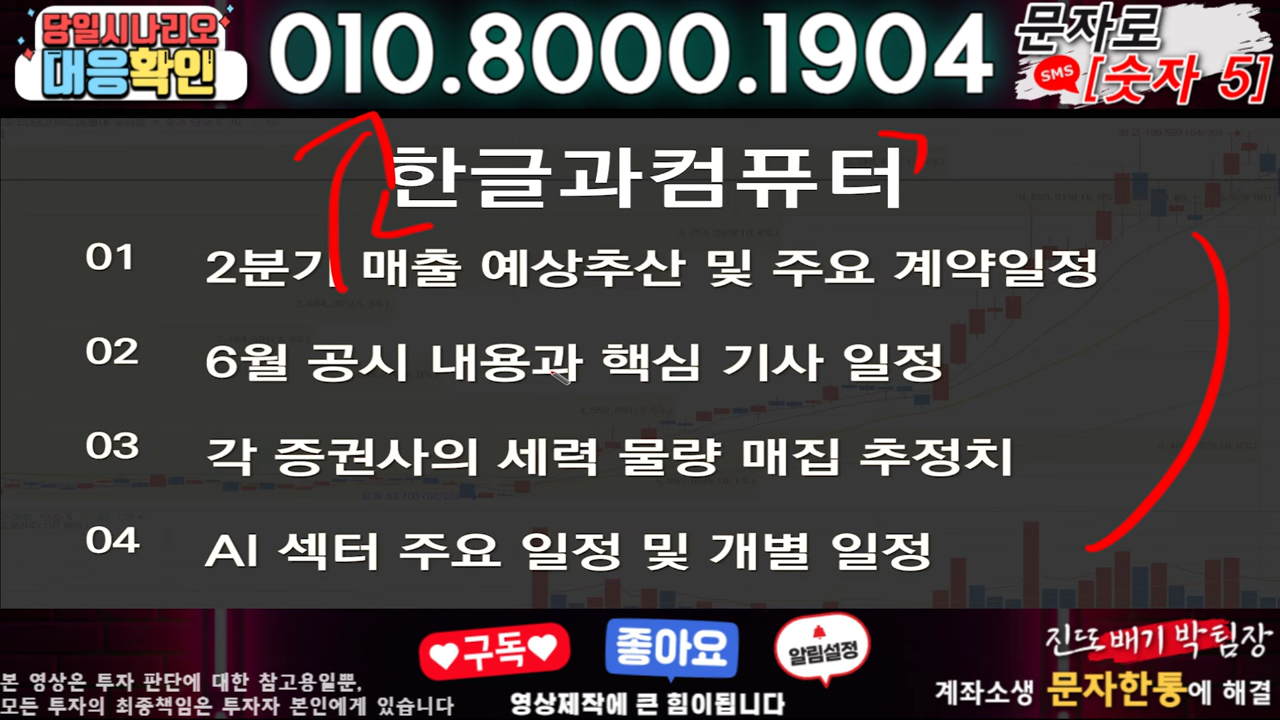 당일시나리오
대응확인
010.8000.1904
문자로
SMS
[숫자 5]
한글과컴퓨터
01
2분기 매출 예상추산 및 주요 계약일정
02
6월 공시 내용과 핵심 기사 일정
03
각 증권사의 세력 물량 매집 추정치
04
AI 섹터 주요 일정 및 개별 일정
구독
좋아요
알림설정
영상제작에 큰 힘이됩니다
본 영상은 투자 판단에 대한 참고용일뿐,
모든 투자의 최종책임은 투자자 본인에게 있습니다
진또배기 박팀장
계좌소생 문자한통에 해결